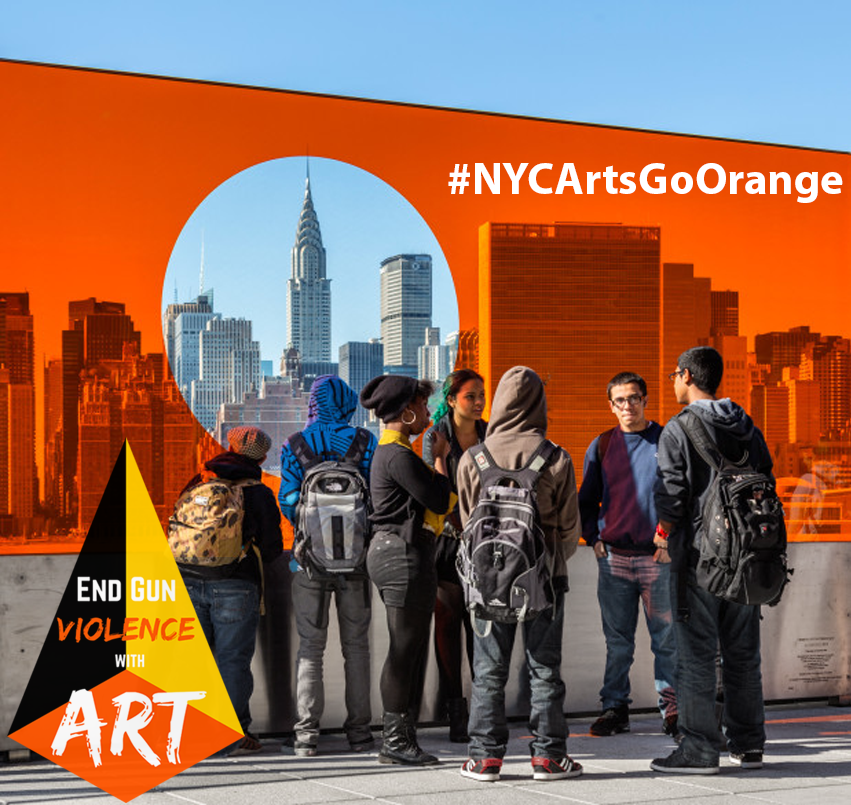 #NYCArtsGoOrange
END GUN
VIOLENCE
WITH
ART